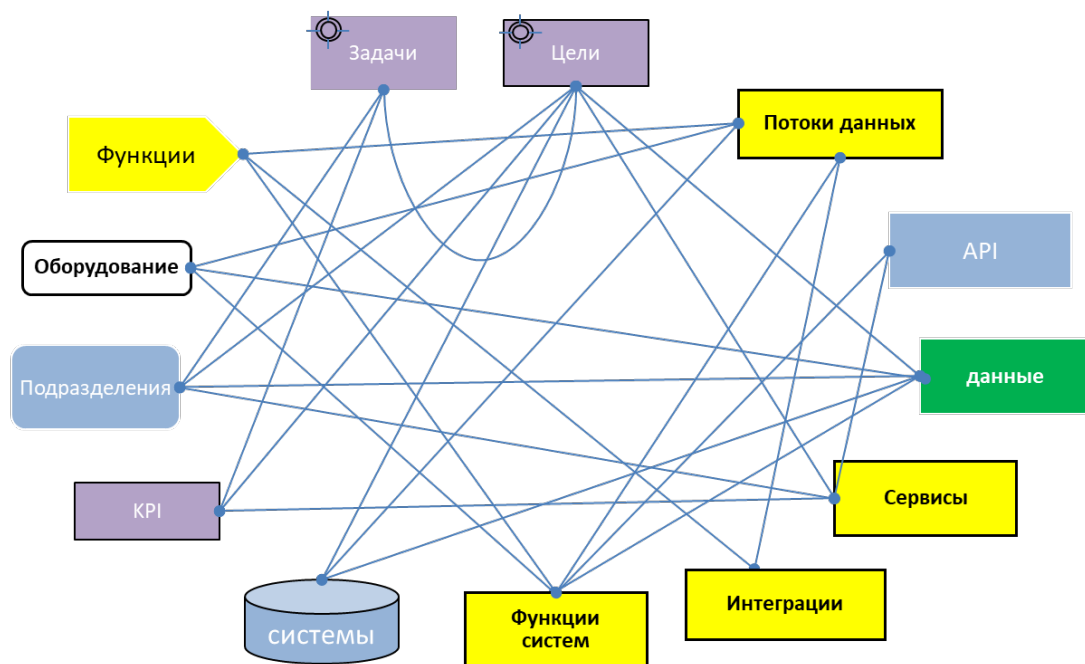 Задачи
Цели
Потоки данных
Функции
API
Оборудование
данные
Подразделения
Сервисы
KPI
Интеграции
системы
Функции
систем